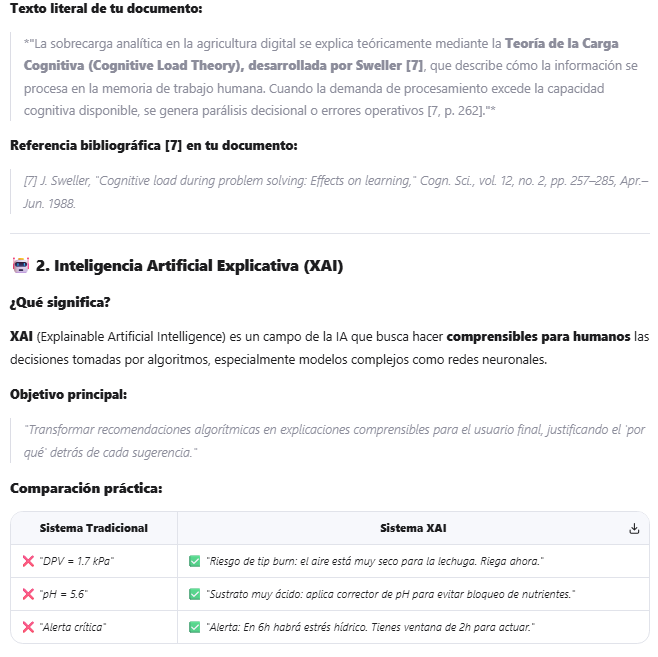 Texto literal de tu documento:
*"La sobrecarga analítica en la agricultura digital se explica teóricamente mediante la Teoría de la Carga
Cognitiva (Cognitive Load Theory), desarrollada por Sweller [7], que describe cómo la información se
procesa en la memoria de trabajo humana. Cuando la demanda de procesamiento excede la capacidad
cognitiva disponible, se genera parálisis decisional o errores operativos [7, p. 262]."*
Referencia bibliográfica [7] en tu documento:
[7] J. Sweller, "Cognitive load during problem solving: Effects on learning," Cogn. Sci., vol. 12, no. 2, pp. 257–285, Apr.–
Jun. 1988.
🤖 2. Inteligencia Artificial Explicativa (XAI)
¿Qué significa?
XAI (Explainable Artificial Intelligence) es un campo de la IA que busca hacer comprensibles para humanos las
decisiones tomadas por algoritmos, especialmente modelos complejos como redes neuronales.
Objetivo principal:
"Transformar recomendaciones algorítmicas en explicaciones comprensibles para el usuario final, justificando el 'por
qué' detrás de cada sugerencia."
Comparación práctica:
Sistema Tradicional Sistema XAI
❌ "DPV = 1.7 kPa" ✅ "Riesgo de tip burn: el aire está muy seco para la lechuga. Riega ahora."
❌ "pH = 5.6" ✅ "Sustrato muy ácido: aplica corrector de pH para evitar bloqueo de nutrientes."
❌ "Alerta crítica" ✅ "Alerta: En 6h habrá estrés hídrico. Tienes ventana de 2h para actuar."